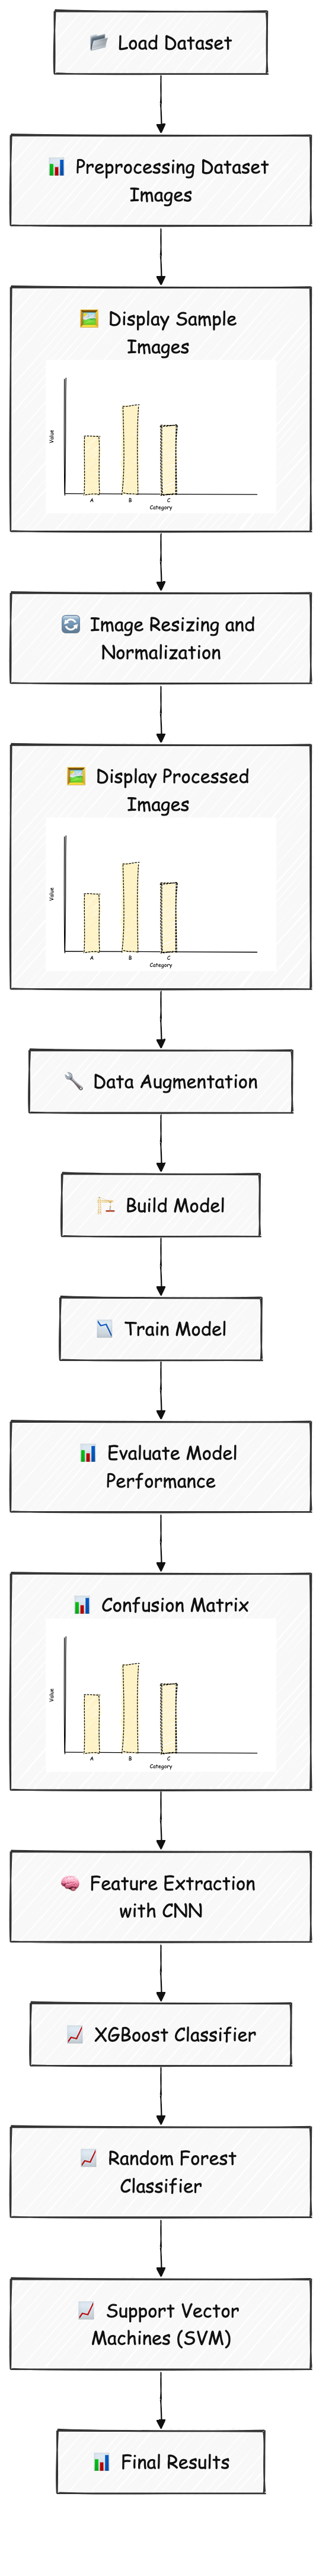 Load Dataset
Preprocessing Dataset
Images
Display Sample
Images
Value
A B C
Category
Image Resizing and
Normalization
Display Processed
Images
Value
A B C
Category
Data Augmentation
Build Model
Train Model
Evaluate Model
Performance
Confusion Matrix
Value
A B C
Category
Feature Extraction
with CNN
XGBoost Classifier
Random Forest
Classifier
Support Vector
Machines (SVM)
Final Results